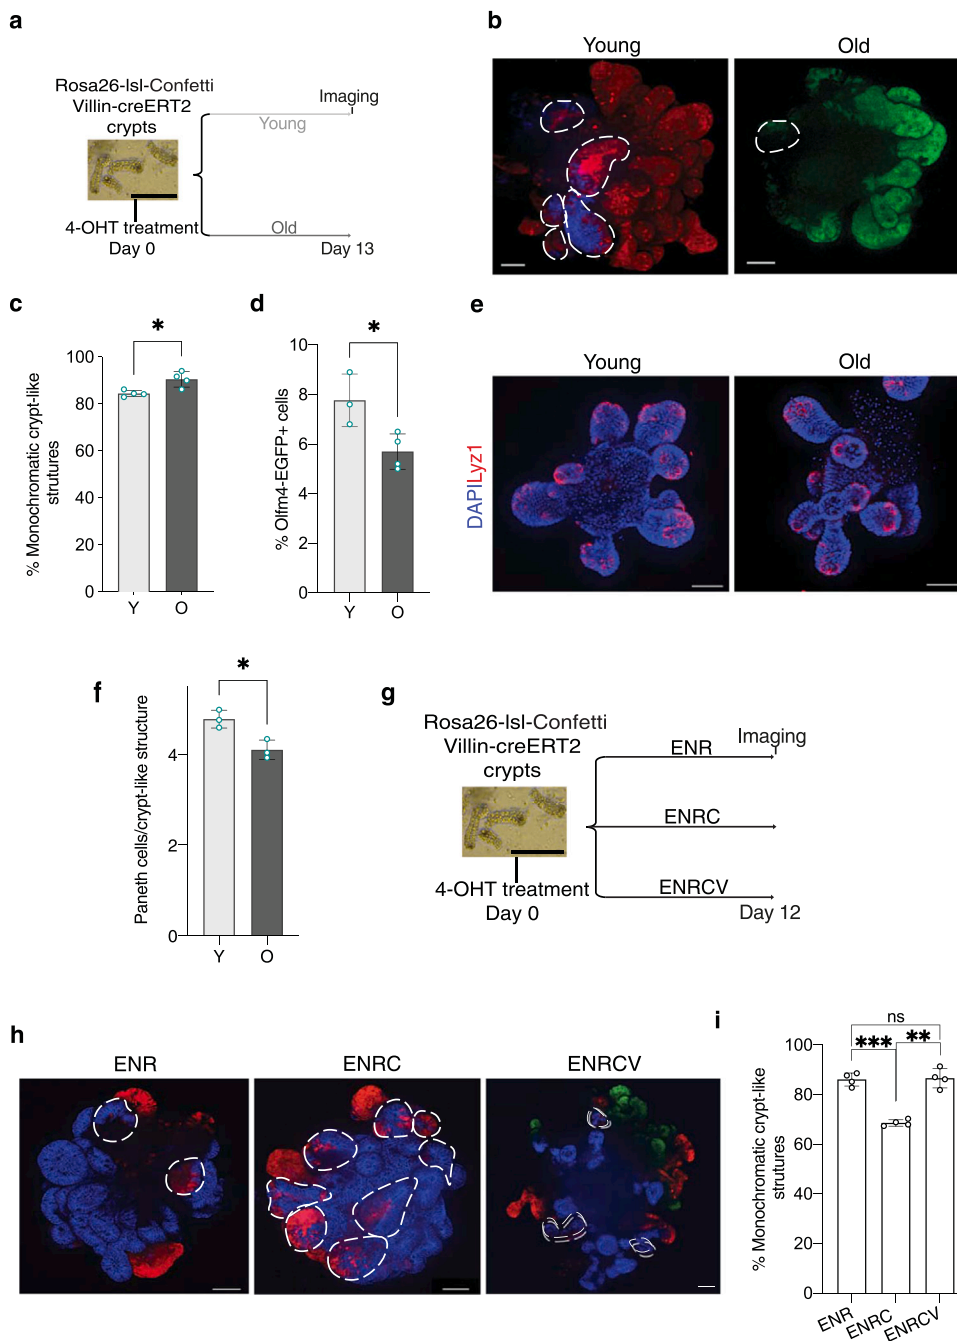 a
Rosa26-lsl-Confetti
Villin-creERT2
crypts
4-OHT treatment
Day 0
Young
Old
Imaging
Day 13
b
Young
Old
c
% Monochromatic crypt-like
strutures
100
80
60
40
20
0
*
Y
O
d
% Olfm4-EGFP+ cells
10
8
6
4
2
0
*
Y
O
e
Young
Old
DAPILyz1
f
Paneth cells/crypt-like structure
4
2
0
*
Y
O
g
Rosa26-lsl-Confetti
Villin-creERT2
crypts
4-OHT treatment
Day 0
ENR
ENRC
ENRCV
Imaging
Day 12
h
ENR
ENRC
ENRCV
i
% Monochromatic crypt-like
strutures
100
80
60
40
20
0
ns
***
**
ENR
ENRC
ENRCV